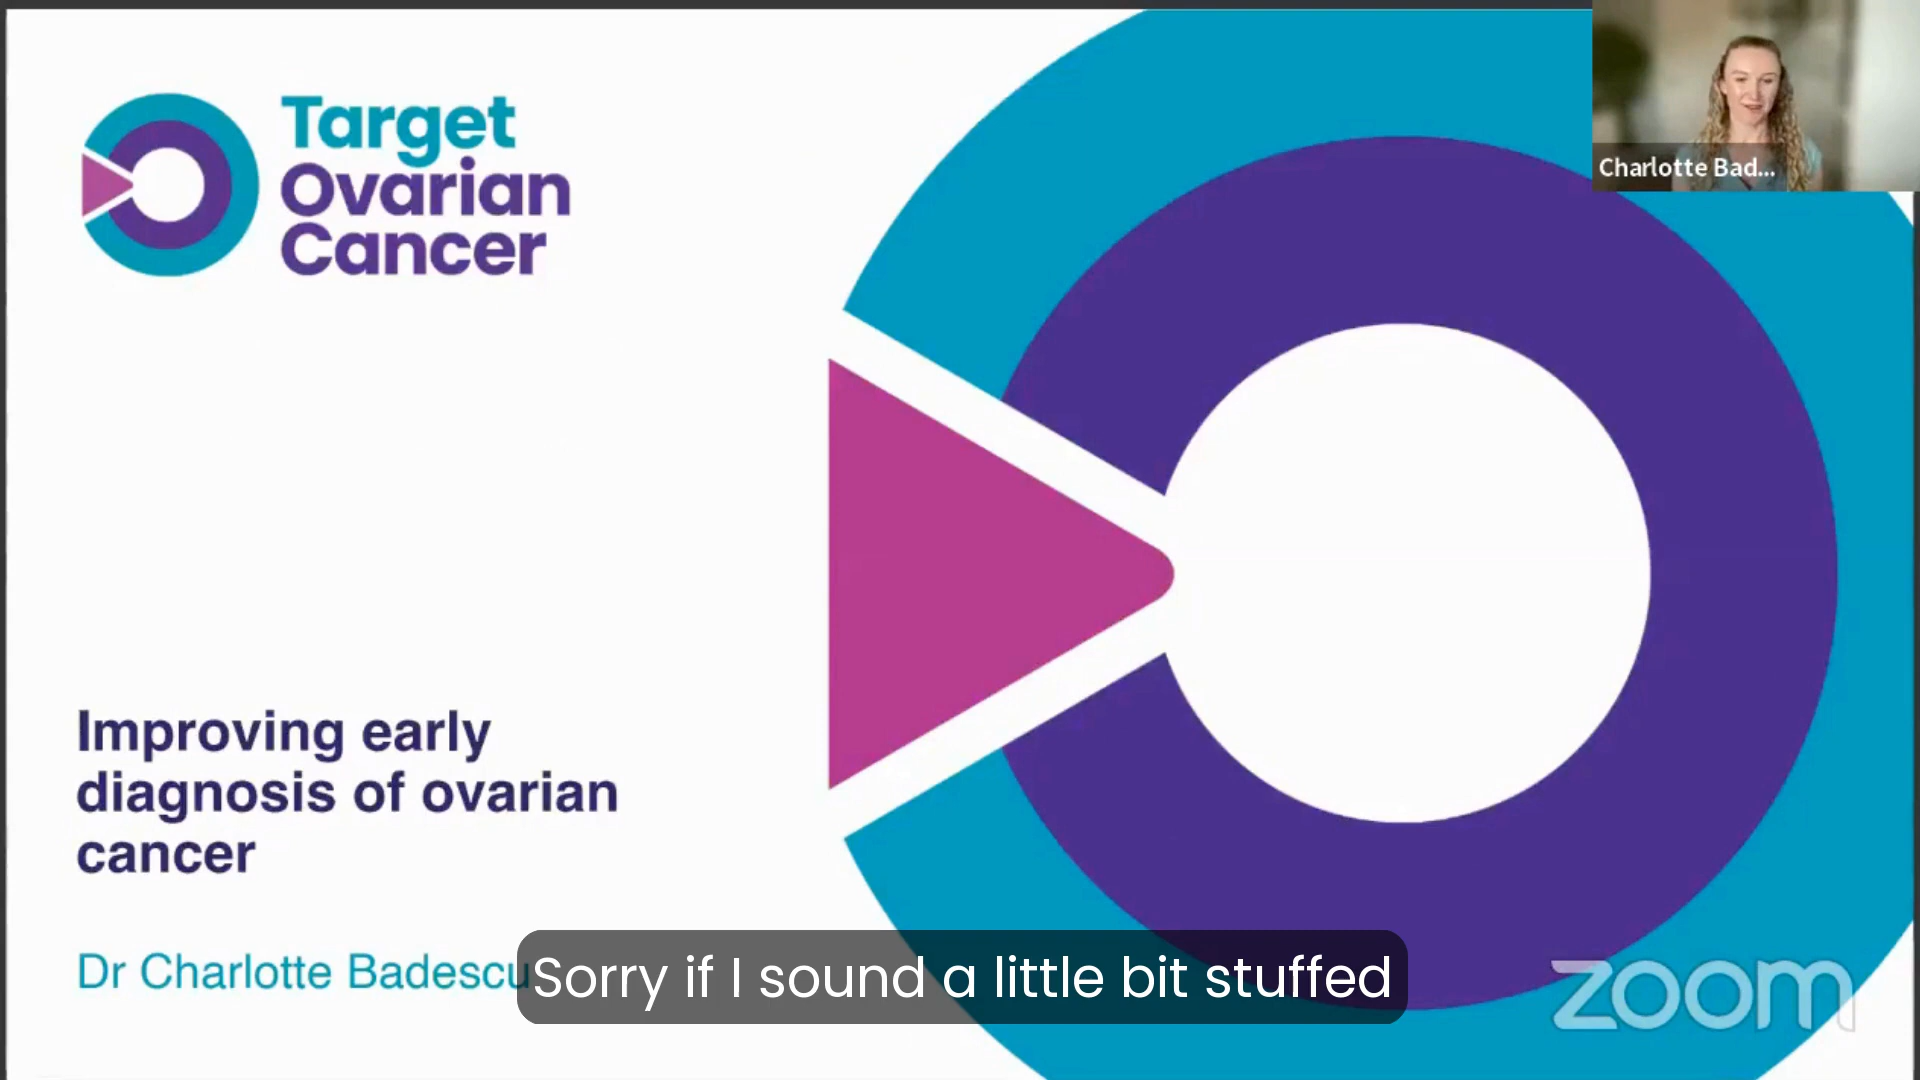 Target
Ovarian
Cancer
Charlotte Bad...
Improving early
diagnosis of ovarian
cancer
Dr Charlotte Badescu
Sorry if I sound a little bit stuffed
zoom